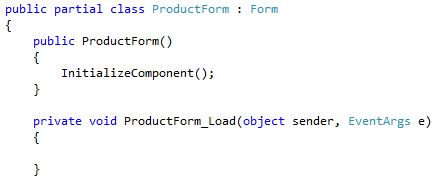 public partial class ProductForm : Form
{
    public ProductForm()
    {
        InitializeComponent();
    }

    private void ProductForm_Load(object sender, EventArgs e)
    {

    }